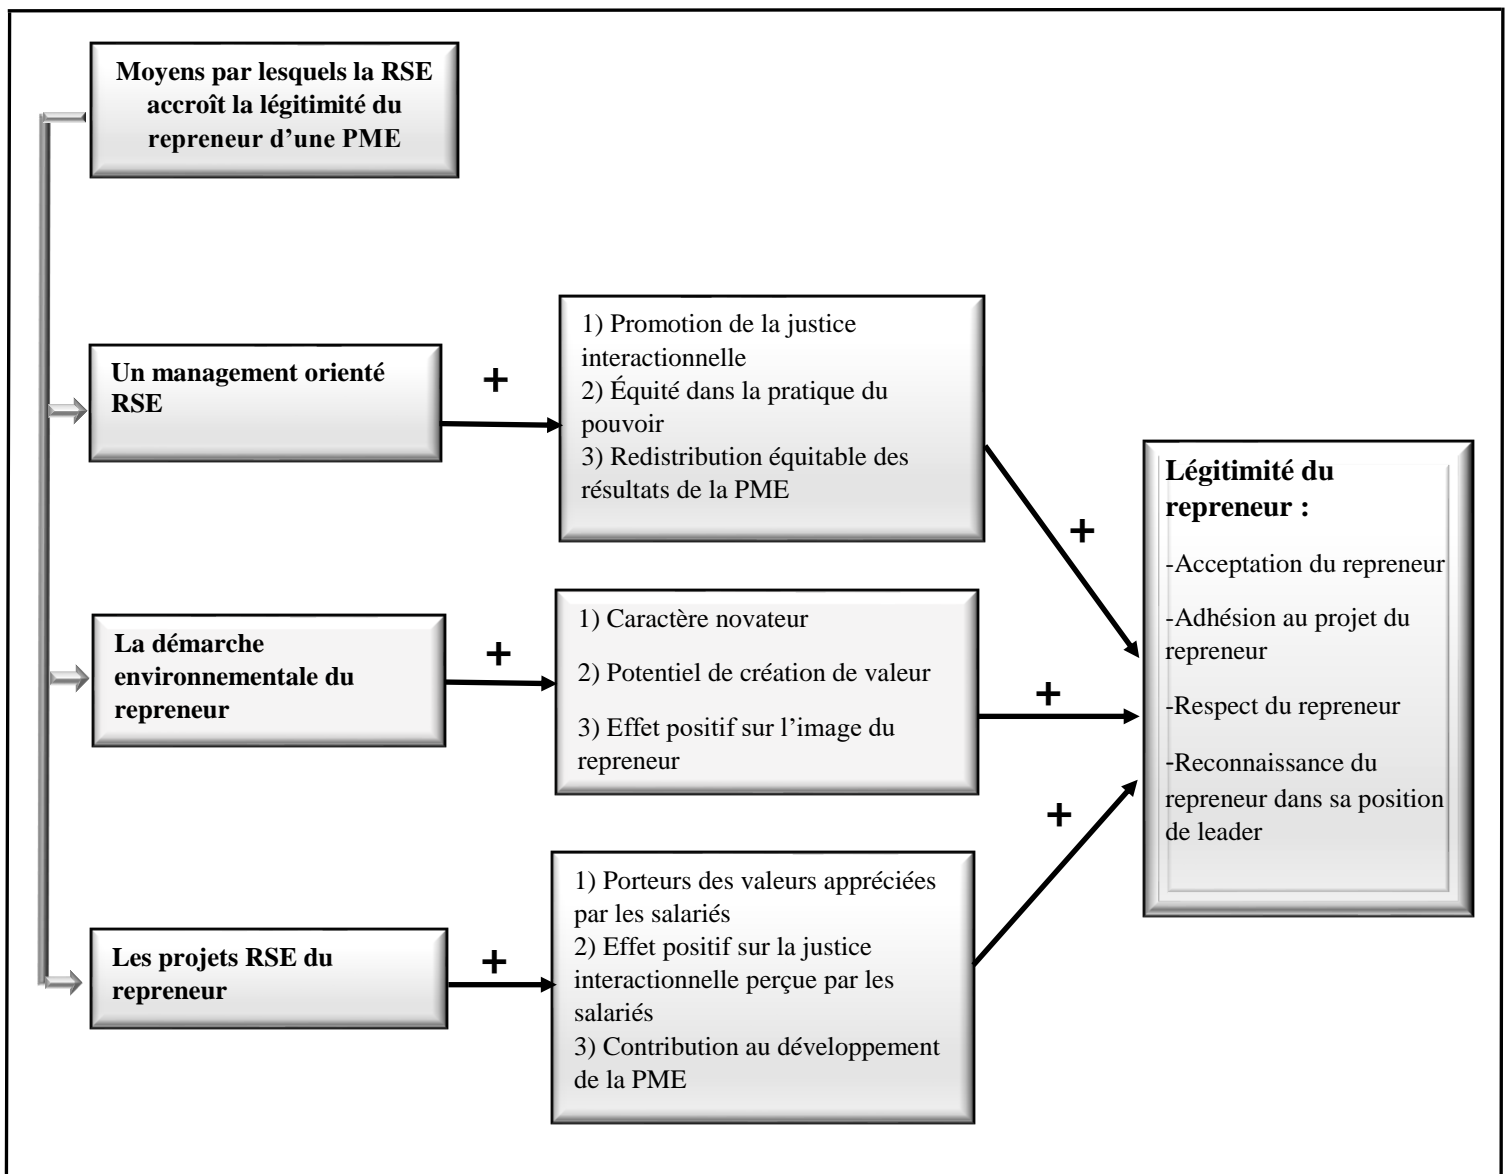 Moyens par lesquels la RSE
accroît la légitimité du
repreneur d’une PME
Un management orienté
RSE
+
1) Promotion de la justice
interactionnelle
2) Équité dans la pratique du
pouvoir
3) Redistribution équitable des
résultats de la PME
+
La démarche
environnementale du
repreneur
+
1) Caractère novateur
2) Potentiel de création de valeur
3) Effet positif sur l’image du
repreneur
+
Les projets RSE du
repreneur
+
1) Porteurs des valeurs appréciées
par les salariés
2) Effet positif sur la justice
interactionnelle perçue par les
salariés
3) Contribution au développement
de la PME
+
Légitimité du
repreneur :
-Acceptation du repreneur
-Adhésion au projet du
repreneur
-Respect du repreneur
-Reconnaissance du
repreneur dans sa position
de leader